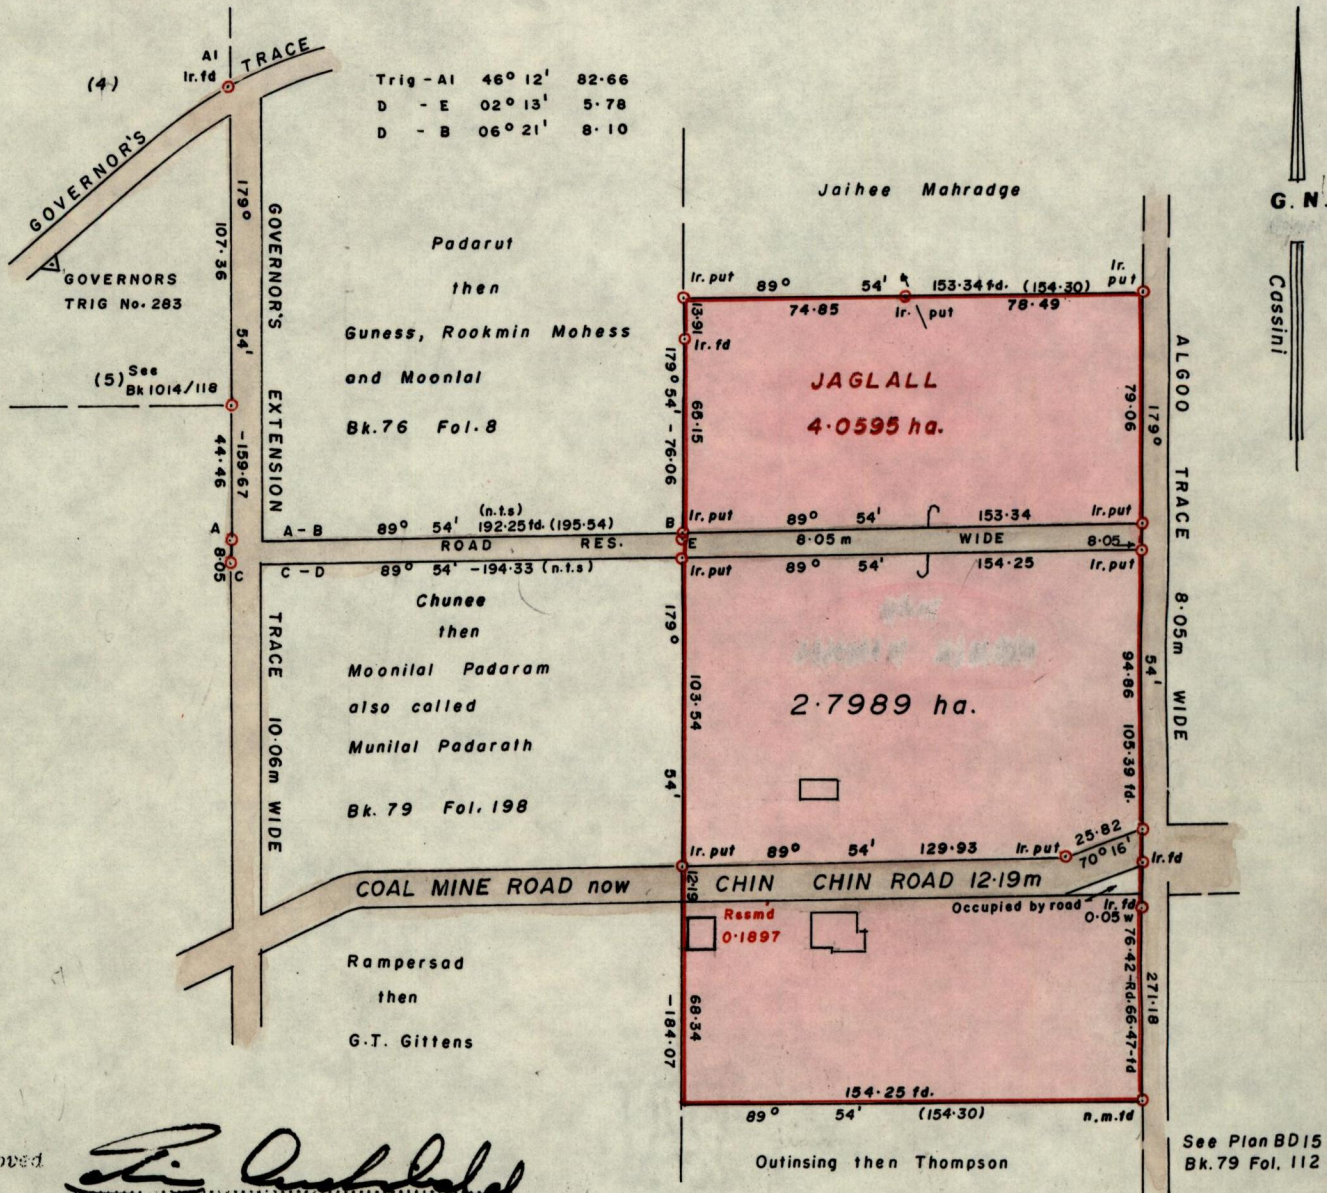 A1
Ir. fd
TRACE
(4)
GOVERNOR'S
Trig - A1 46° 12' 82·66
D - E 02° 13' 5·78
D - B 06° 21' 8·10
GOVERNORS
TRIG No. 283
179°
107·36
54'
GOVERNOR'S
EXTENSION
Padarut
then
Guness, Rookmin Mohess
and Moonlal
Bk. 76 Fol. 8
Jaihee Mahradge
G. N.
Cassini
Ir. put 89° 54' 153·34 fd. (154·30) Ir. put
74·85 Ir. put 78·49
13·91
Ir. fd
179° 54' - 76·06
JAGLALL
4·0595 ha.
79·06
179°
ALGOO TRACE 8·05m WIDE
(5) See
Bk 1014/118
44·46
-159·67
A
8·05
C
(n.t.s)
A - B 89° 54' 192·25 fd. (195·54) B
ROAD RES.
C - D 89° 54' -194·33 (n.t.s)
Ir. put 89° 54' 153·34 Ir. put
E 8·05 m WIDE 8·05
Ir. put 89° 54' 154·25 Ir. put
Chunee
then
Moonilal Padaram
also called
Munilal Padarath
Bk. 79 Fol. 198
TRACE 10·06m WIDE
179°
103·54
54'
2·7989 ha.
94·86
54'
105·39 fd.
Ir. put 89° 54' 129·93 Ir. put
25·82
70° 16'
Ir. fd
COAL MINE ROAD now CHIN CHIN ROAD 12·19m
12·19
Occupied by road
Ir. fd
0·05 w
Resmd
0·1897
76·42-Rd. 66·47-fd
271·18
Rampersad
then
G.T. Gittens
68·34
-184·07
154·25 fd.
89° 54' (154·30) n.m. fd
Outinsing then Thompson
See Plan BD 15
Bk. 79 Fol. 112